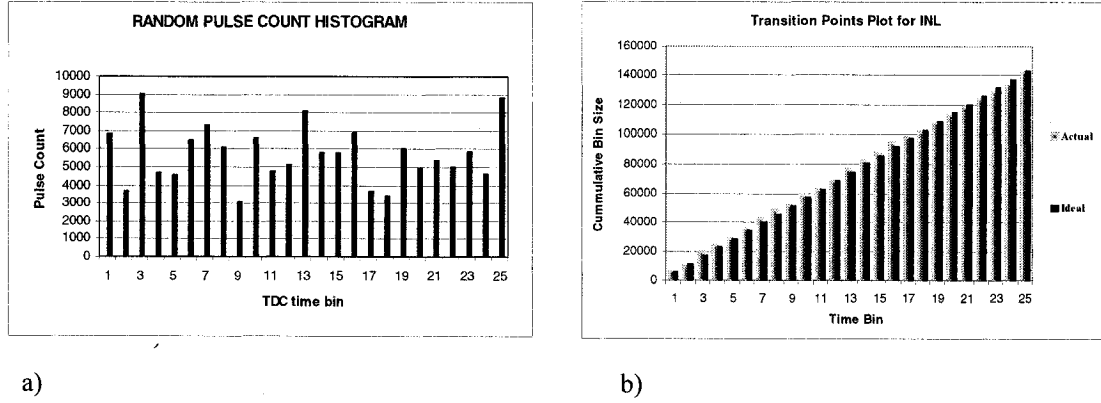 RANDOM PULSE COUNT HISTOGRAM
Pulse Count
10000
9000
8000
7000
6000
5000
4000
3000
2000
1000
0
1 3 5 7 9 11 13 15 17 19 21 23 25
TDC time bin
a)
Transition Points Plot for INL
Cummulative Bin Size
160000
140000
120000
100000
80000
60000
40000
20000
0
1 3 5 7 9 11 13 15 17 19 21 23 25
Time Bin
Actual
Ideal
b)